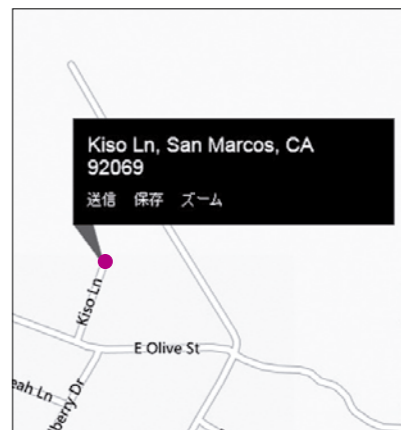 Kiso Ln, San Marcos, CA
92069
送信 保存 ズーム
Kiso Ln
E Olive St
eah Ln
lberry Dr